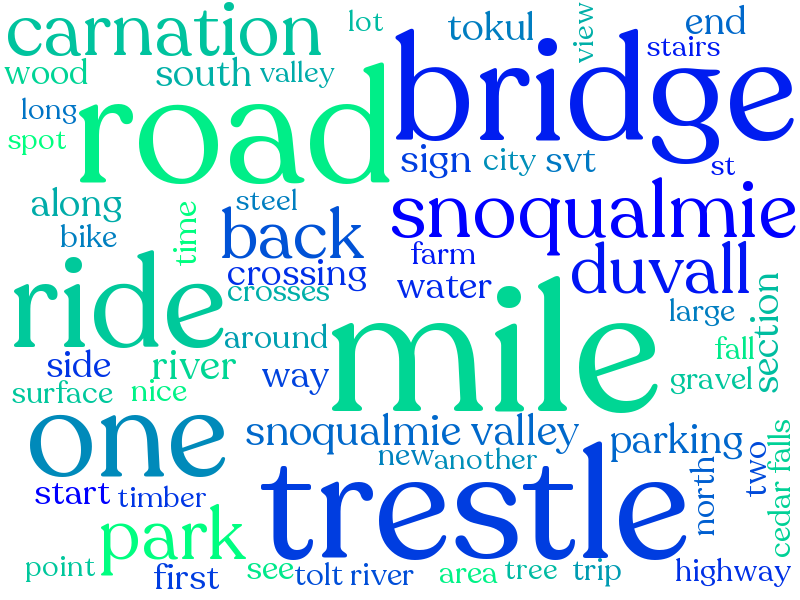 carnation
lot
tokul
view
end
stairs
wood
south
valley
bridge
long
road
spot
sign
city
svt
st
along
time
steel
snoqualmie
bike
back
farm
duvall
crossing
crosses
water
ride
mile
large
section
around
side
river
way
fall
gravel
surface
nice
one
snoqualmie valley
parking
new
another
north
two
cedar falls
start
timber
trestle
park
point
first
see
tolt river
area
tree
trip
highway